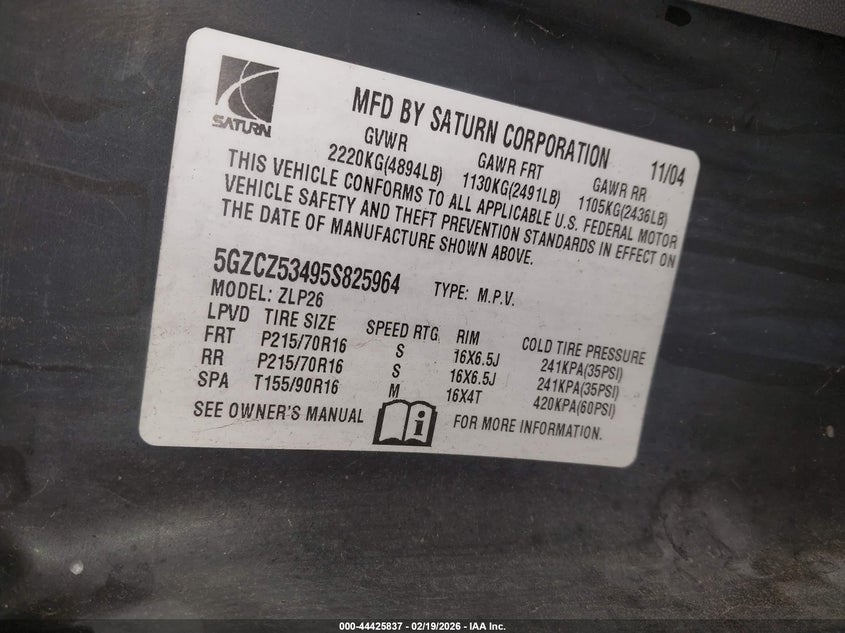 SATURN
MFD BY SATURN CORPORATION 11/04
GVWR GAWR FRT GAWR RR
2220KG(4894LB) 1130KG(2491LB) 1105KG(2436LB)
THIS VEHICLE CONFORMS TO ALL APPLICABLE U.S. FEDERAL MOTOR
VEHICLE SAFETY AND THEFT PREVENTION STANDARDS IN EFFECT ON
THE DATE OF MANUFACTURE SHOWN ABOVE.
5GZCZ53495S825964 TYPE: M.P.V.
MODEL: ZLP26
LPVD TIRE SIZE SPEED RTG RIM COLD TIRE PRESSURE
FRT P215/70R16 S 16X6.5J 241KPA(35PSI)
RR P215/70R16 S 16X6.5J 241KPA(35PSI)
SPA T155/90R16 M 16X4T 420KPA(60PSI)
SEE OWNER'S MANUAL i FOR MORE INFORMATION.
000-44425837 - 02/19/2026 - IAA Inc.